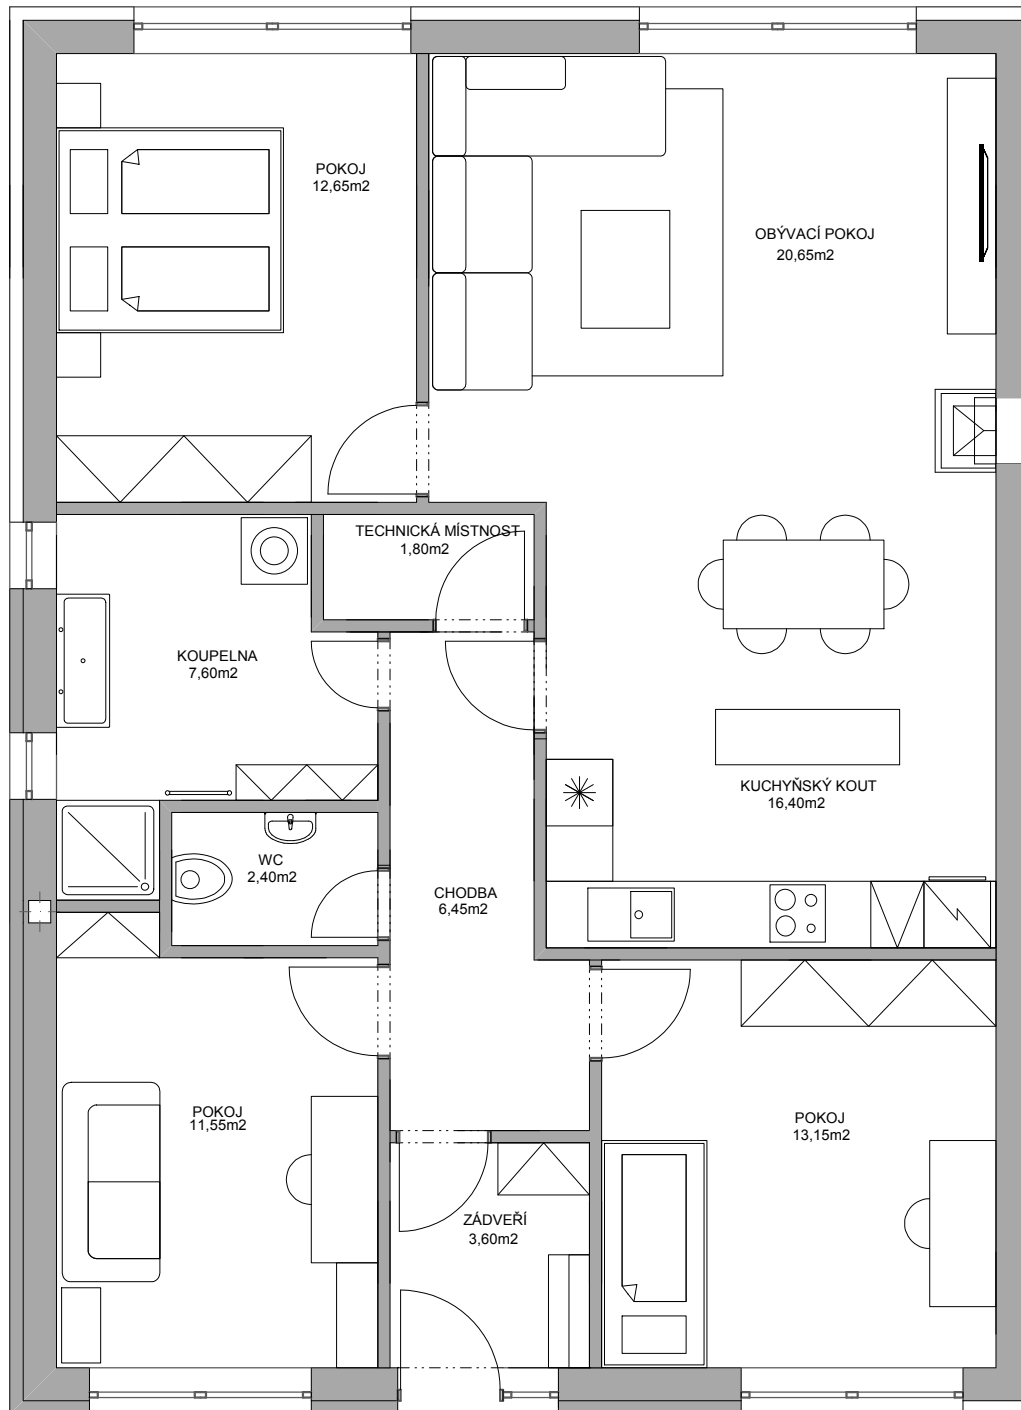 POKOJ
12,65m2
OBÝVACÍ POKOJ
20,65m2
TECHNICKÁ MÍSTNOST
1,80m2
KOUPELNA
7,60m2
KUCHYŇSKÝ KOUT
16,40m2
WC
2,40m2
CHODBA
6,45m2
POKOJ
11,55m2
POKOJ
13,15m2
ZÁDVEŘÍ
3,60m2